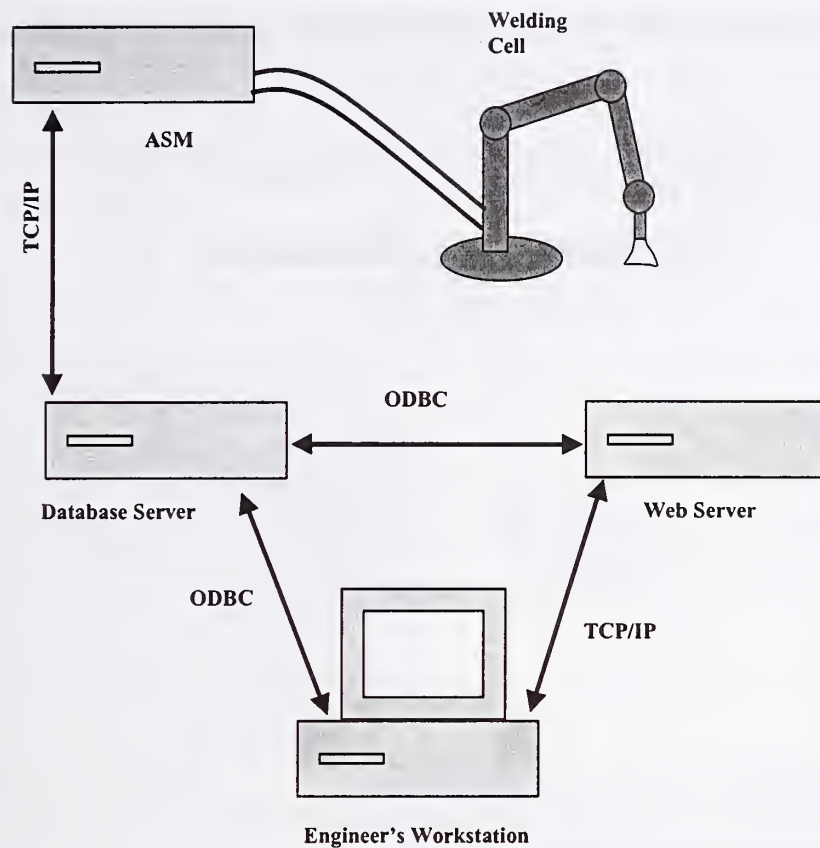 Welding
Cell
ASM
TCP/IP
ODBC
Database Server
Web Server
ODBC
TCP/IP
Engineer's Workstation